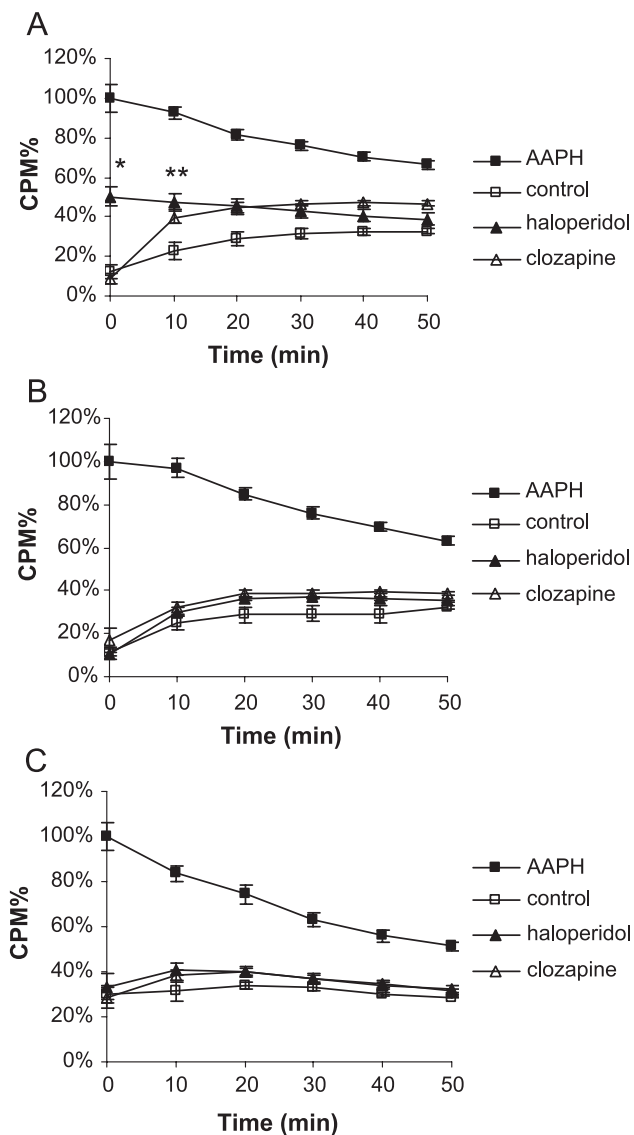 A
120%
100%
80%
60%
40%
20%
0%
CPM%
*
**
0 10 20 30 40 50
Time (min)
AAPH
control
haloperidol
clozapine
B
120%
100%
80%
60%
40%
20%
0%
CPM%
0 10 20 30 40 50
Time (min)
AAPH
control
haloperidol
clozapine
C
120%
100%
80%
60%
40%
20%
0%
CPM%
0 10 20 30 40 50
Time (min)
AAPH
control
haloperidol
clozapine